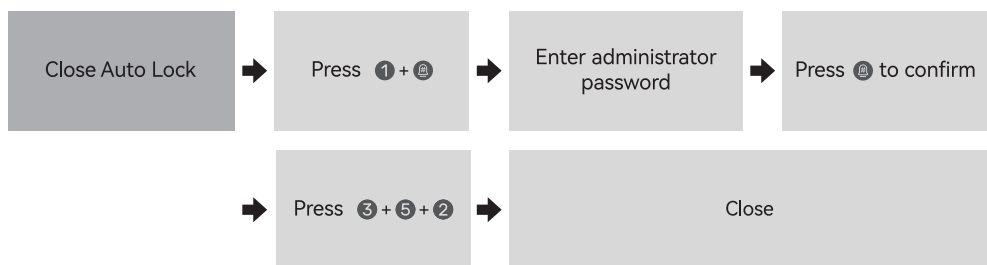 Close Auto Lock
Press 1 +
Enter administrator
password
Press to confirm
Press 3 + 5 + 2
Close